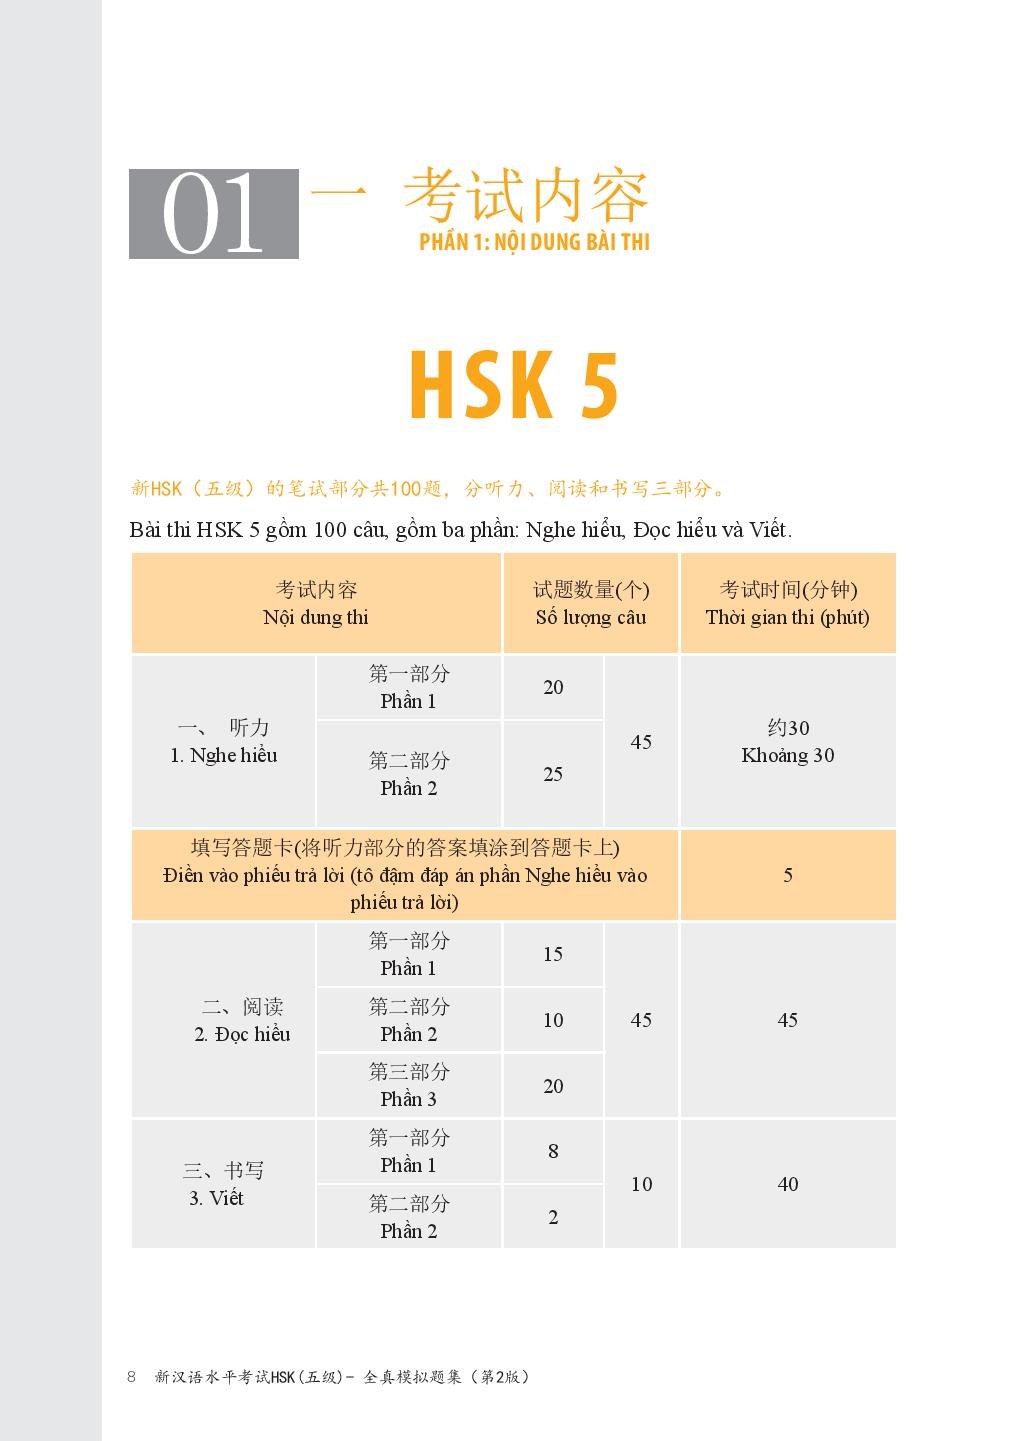 01
一 考试内容
PHẦN 1: NỘI DUNG BÀI THI
HSK 5
新HSK（五级）的笔试部分共100题，分听力、阅读和书写三部分。
Bài thi HSK 5 gồm 100 câu, gồm ba phần: Nghe hiểu, Đọc hiểu và Viết.
考试内容
Nội dung thi
试题数量(个)
Số lượng câu
考试时间(分钟)
Thời gian thi (phút)
一、 听力
1. Nghe hiểu
第一部分
Phần 1
20
第二部分
Phần 2
25
45
约30
Khoảng 30
填写答题卡(将听力部分的答案填涂到答题卡上)
Điền vào phiếu trả lời (tô đậm đáp án phần Nghe hiểu vào
phiếu trả lời)
5
二、阅读
2. Đọc hiểu
第一部分
Phần 1
15
第二部分
Phần 2
10
第三部分
Phần 3
20
45
45
三、书写
3. Viết
第一部分
Phần 1
8
第二部分
Phần 2
2
10
40
8 新汉语水平考试HSK(五级)- 全真模拟题集（第2版）